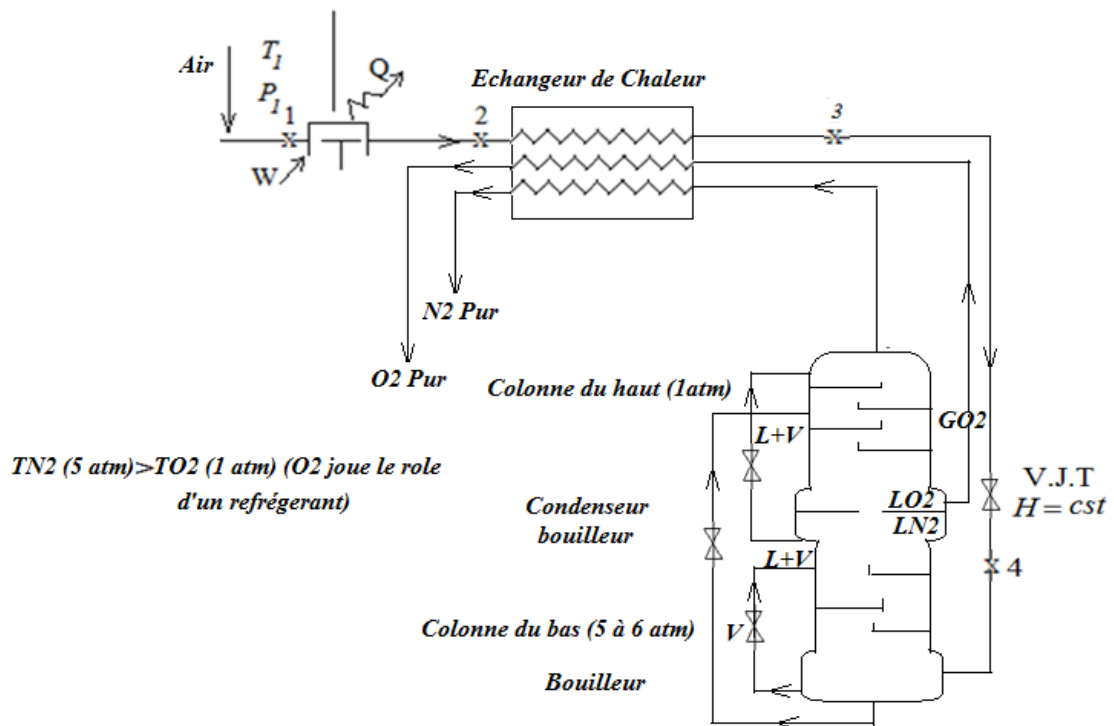 Air
T1
P1
1
Q
W
2
Echangeur de Chaleur
3
N2 Pur
O2 Pur
Colonne du haut (1atm)
L+V
GO2
TN2 (5 atm)>TO2 (1 atm) (O2 joue le role
d'un refrégerant)
Condenseur
bouilleur
LO2
LN2
V.J.T
H = cst
L+V
4
Colonne du bas (5 à 6 atm)
V
Bouilleur